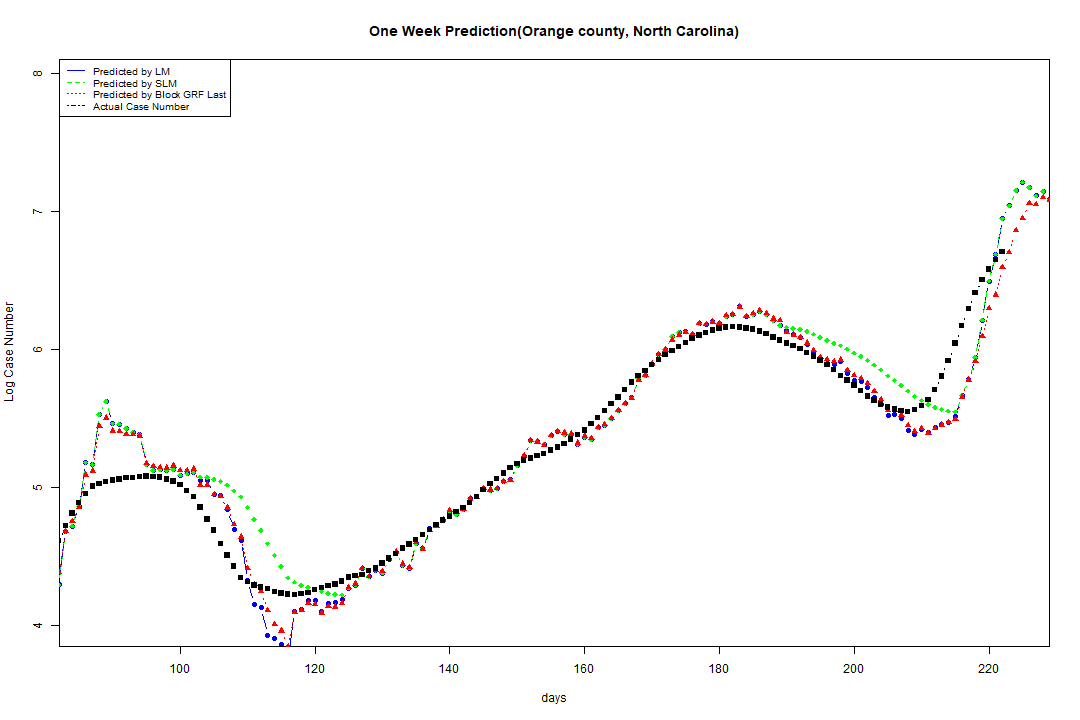 One Week Prediction(Orange county, North Carolina)
Predicted by LM
Predicted by SLM
Predicted by Block GRF Last
Actual Case Number
8
7
6
5
4
Log Case Number
100 120 140 160 180 200 220
days